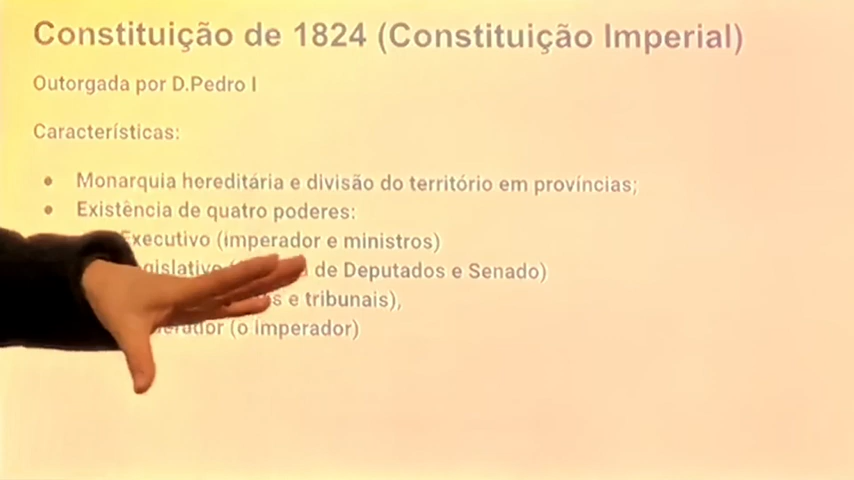 Constituição de 1824 (Constituição Imperial)
Outorgada por D.Pedro I
Características:
Monarquia hereditária e divisão do território em províncias;
Existência de quatro poderes:
Executivo (imperador e ministros)
de Deputados e Senado)
e tribunais),
(o imperador)